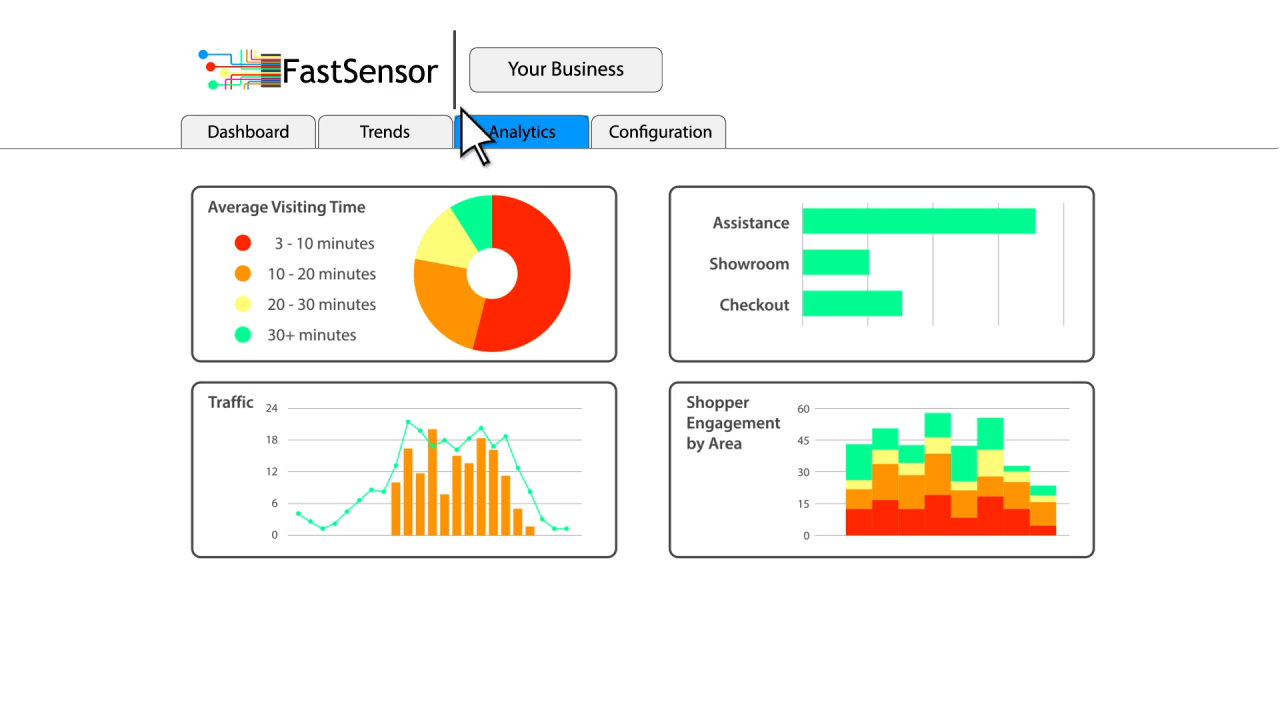 FastSensor
Your Business
Dashboard
Trends
Analytics
Configuration
Average Visiting Time
3 - 10 minutes
10 - 20 minutes
20 - 30 minutes
30+ minutes
Assistance
Showroom
Checkout
Traffic
24
18
12
6
0
Shopper
Engagement
by Area
60
45
30
15
0